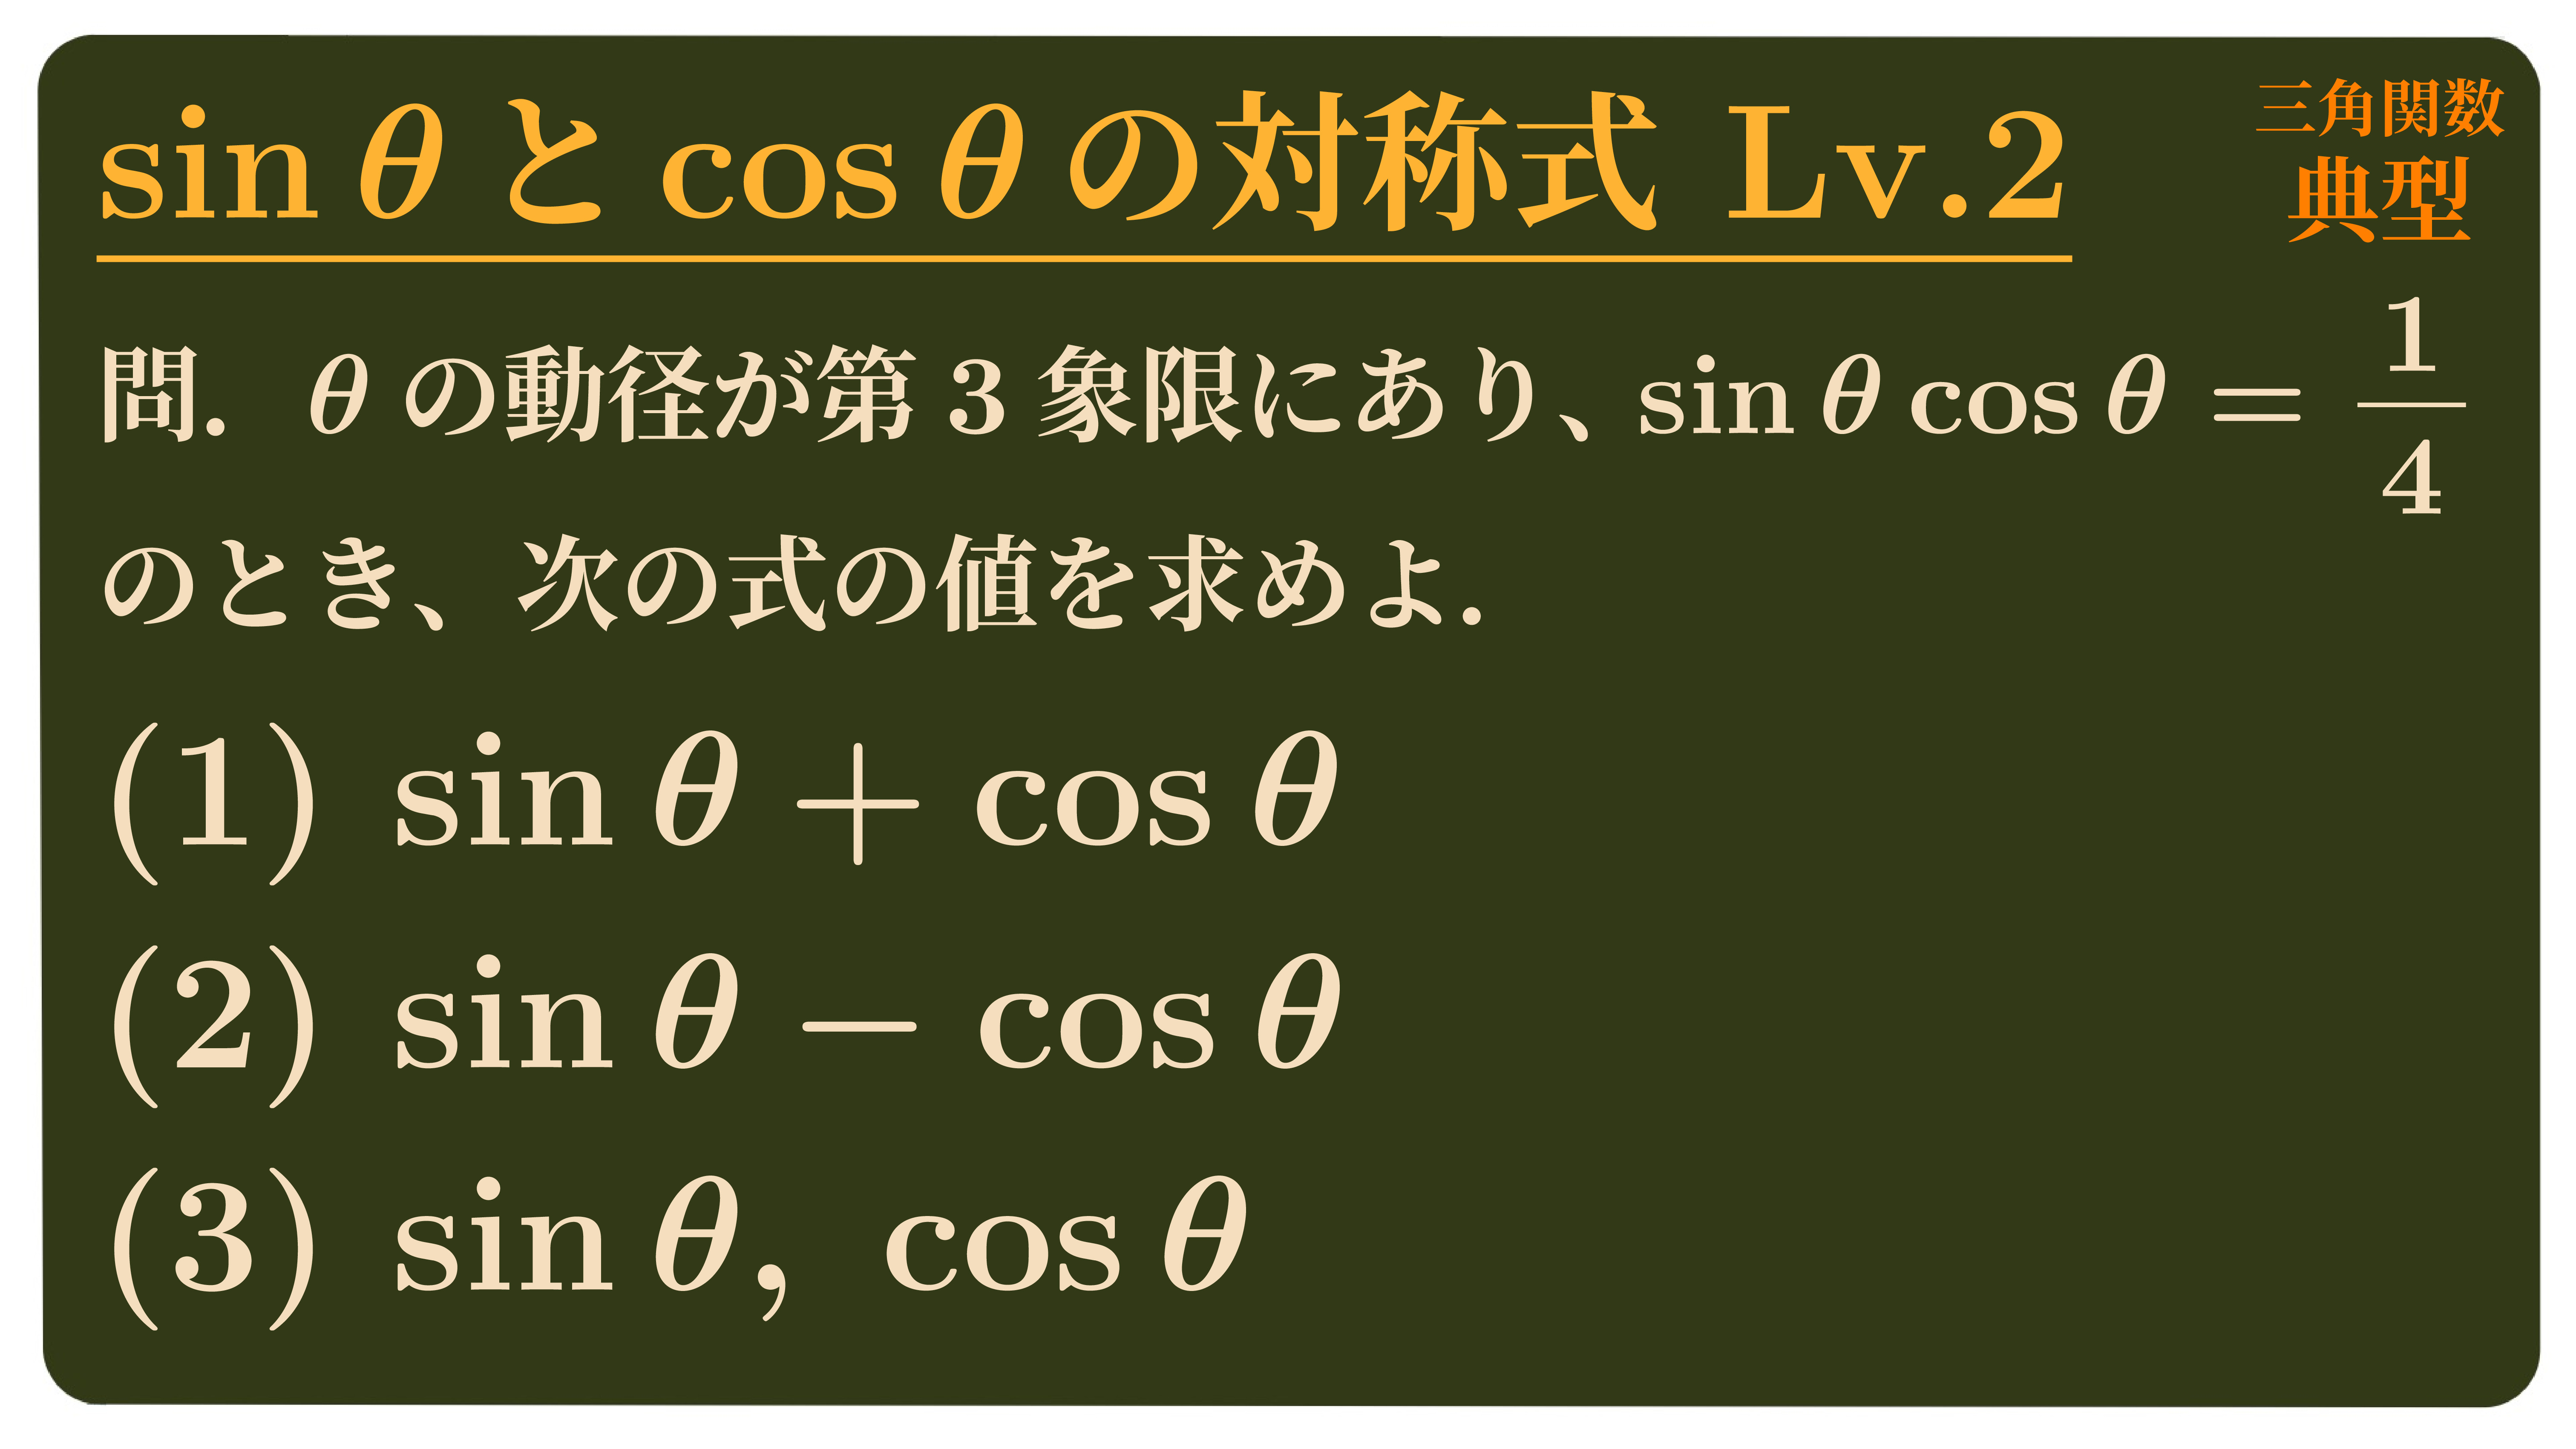 sin θ と cos θ の対称式 Lv.2
三角関数
典型
問. θ の動径が第 3 象限にあり、sin θ cos θ = 1/4
のとき、次の式の値を求めよ.
(1) sin θ + cos θ
(2) sin θ − cos θ
(3) sin θ, cos θ